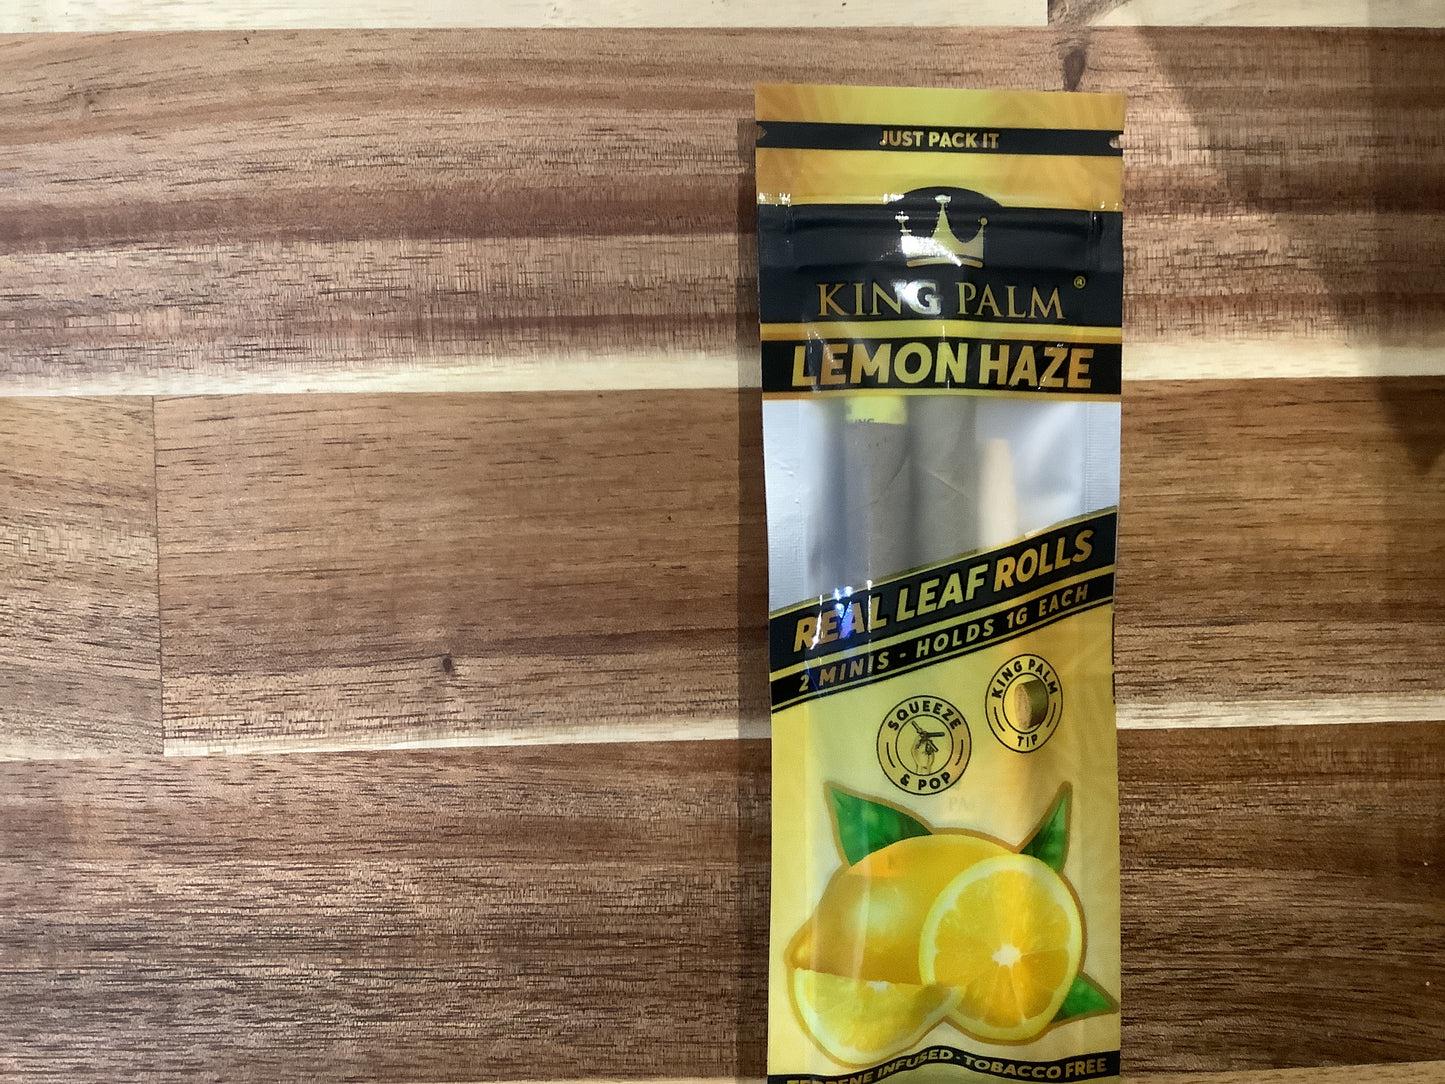 JUST PACK IT
KING PALM®
LEMON HAZE
REAL LEAF ROLLS
2 MINIS - HOLDS 1G EACH
SQUEEZE & POP
KING PALM TIP
TERPENE INFUSED - TOBACCO FREE